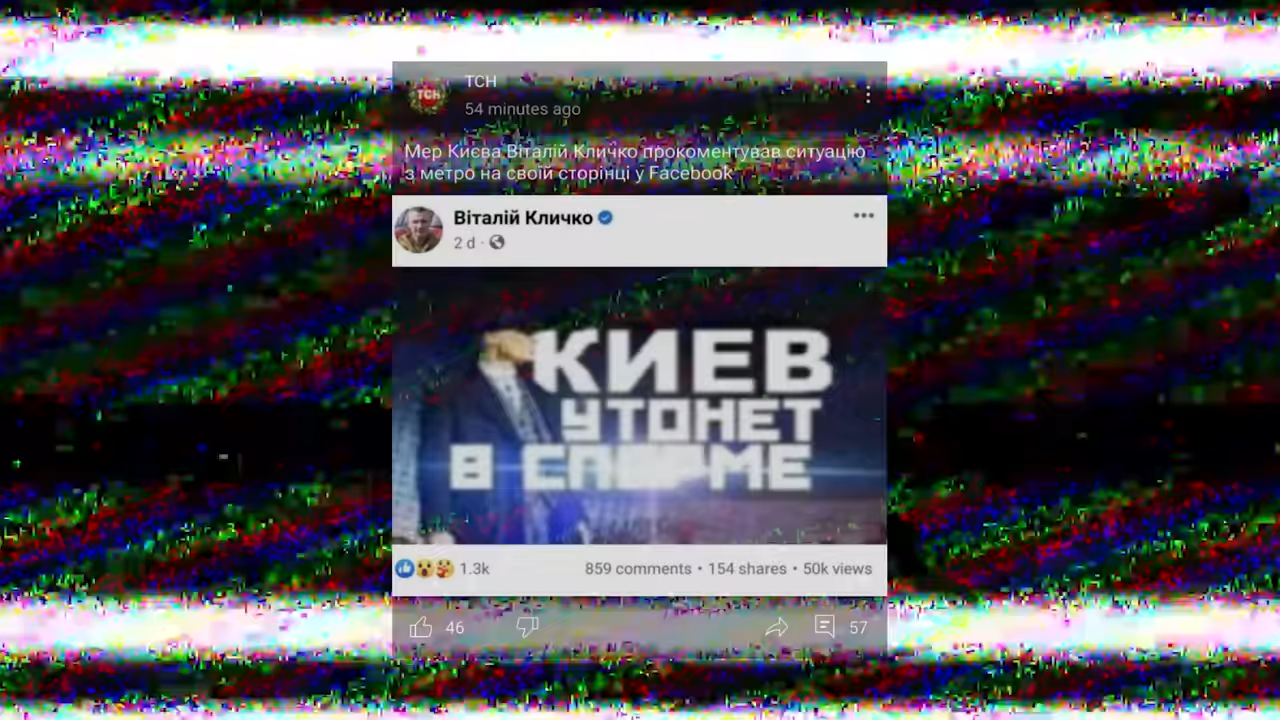 ТСН
ТСН
54 minutes ago
Мер Києва Віталій Кличко прокоментував ситуацію
з метро на своїй сторінці у Facebook
Віталій Кличко
2 d ·
КИЕВ
УТОНЕТ
В СПЕРМЕ
1.3k
859 comments • 154 shares • 50k views
46
57